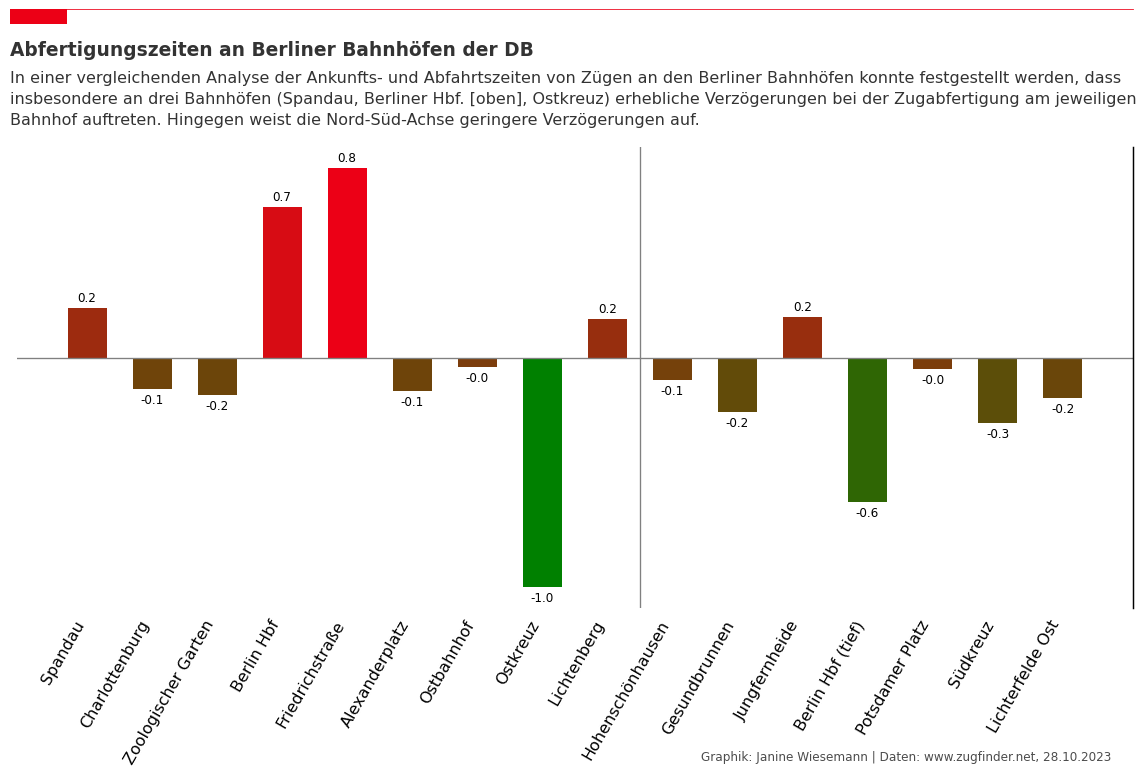 Abfertigungszeiten an Berliner Bahnhöfen der DB
In einer vergleichenden Analyse der Ankunfts- und Abfahrtszeiten von Zügen an den Berliner Bahnhöfen konnte festgestellt werden, dass
insbesondere an drei Bahnhöfen (Spandau, Berliner Hbf. [oben], Ostkreuz) erhebliche Verzögerungen bei der Zugabfertigung am jeweiligen
Bahnhof auftreten. Hingegen weist die Nord-Süd-Achse geringere Verzögerungen auf.
0.2
-0.1
-0.2
0.7
0.8
-0.1
-0.0
-1.0
0.2
-0.1
-0.2
0.2
-0.6
-0.0
-0.3
-0.2
Spandau
Charlottenburg
Zoologischer Garten
Berlin Hbf
Friedrichstraße
Alexanderplatz
Ostbahnhof
Ostkreuz
Lichtenberg
Hohenschönhausen
Gesundbrunnen
Jungfernheide
Berlin Hbf (tief)
Potsdamer Platz
Südkreuz
Lichterfelde Ost
Graphik: Janine Wiesemann | Daten: www.zugfinder.net, 28.10.2023